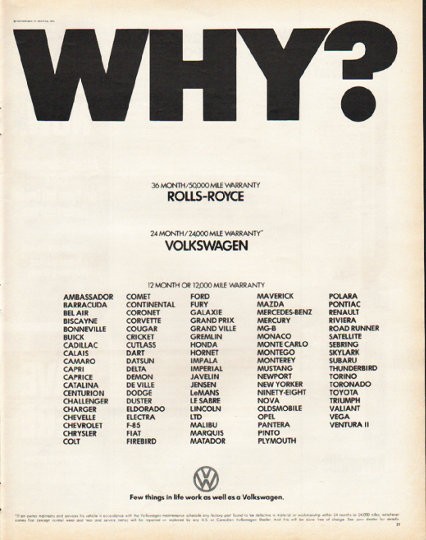 WHY?
36 MONTH/50,000 MILE WARRANTY
ROLLS-ROYCE
24 MONTH/24,000 MILE WARRANTY*
VOLKSWAGEN
12 MONTH OR 12,000 MILE WARRANTY
AMBASSADOR
BARRACUDA
BEL AIR
BISCAYNE
BONNEVILLE
BUICK
CADILLAC
CALAIS
CAMARO
CAPRI
CAPRICE
CATALINA
CENTURION
CHALLENGER
CHARGER
CHEVELLE
CHEVROLET
CHRYSLER
COLT
COMET
CONTINENTAL
CORONET
CORVETTE
COUGAR
CRICKET
CUTLASS
DART
DATSUN
DELTA
DEMON
DE VILLE
DODGE
DUSTER
ELDORADO
ELECTRA
F-85
FIAT
FIREBIRD
FORD
FURY
GALAXIE
GRAND PRIX
GRAND VILLE
GREMLIN
HONDA
HORNET
IMPALA
IMPERIAL
JAVELIN
JENSEN
LeMANS
LE SABRE
LINCOLN
LTD
MALIBU
MARQUIS
MATADOR
MAVERICK
MAZDA
MERCEDES-BENZ
MERCURY
MG-B
MONACO
MONTE CARLO
MONTEGO
MONTEREY
MUSTANG
NEWPORT
NEW YORKER
NINETY-EIGHT
NOVA
OLDSMOBILE
OPEL
PANTERA
PINTO
PLYMOUTH
POLARA
PONTIAC
RENAULT
RIVIERA
ROAD RUNNER
SATELLITE
SEBRING
SKYLARK
SUBARU
THUNDERBIRD
TORINO
TORONADO
TOYOTA
TRIUMPH
VALIANT
VEGA
VENTURA II
Few things in life work as well as a Volkswagen.